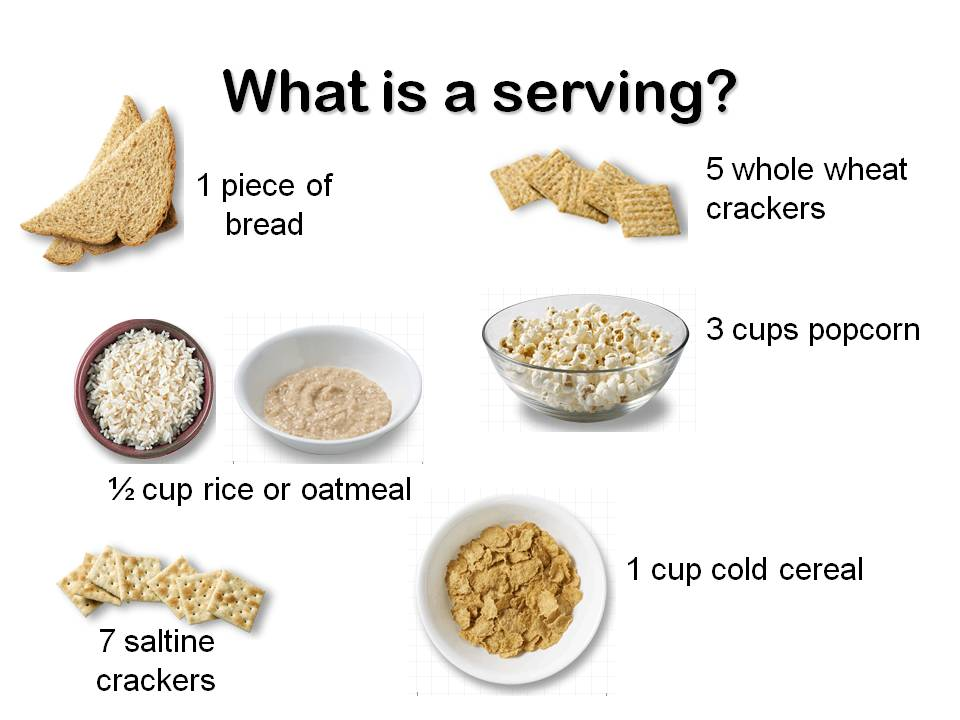 What is a serving?
1 piece of
bread
5 whole wheat
crackers
3 cups popcorn
½ cup rice or oatmeal
1 cup cold cereal
7 saltine
crackers